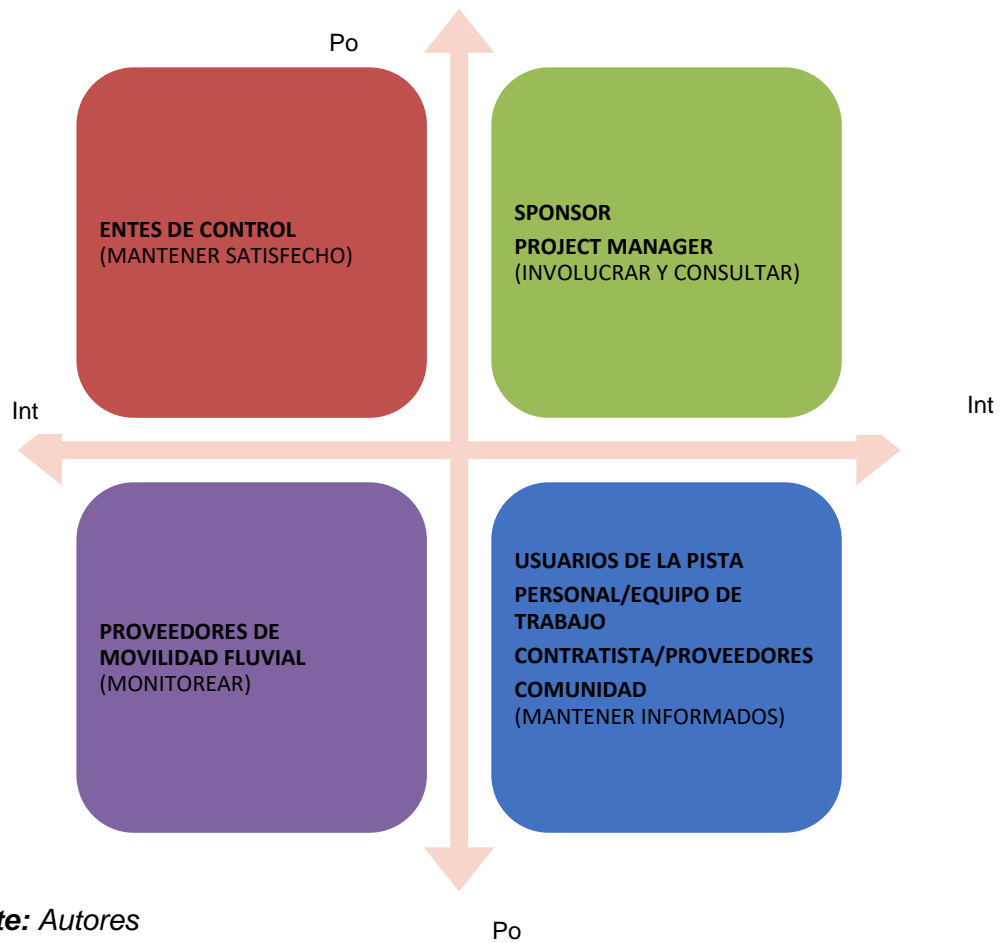 Po
ENTES DE CONTROL
(MANTENER SATISFECHO)
SPONSOR
PROJECT MANAGER
(INVOLUCRAR Y CONSULTAR)
Int
Int
PROVEEDORES DE
MOVILIDAD FLUVIAL
(MONITOREAR)
USUARIOS DE LA PISTA
PERSONAL/EQUIPO DE
TRABAJO
CONTRATISTA/PROVEEDORES
COMUNIDAD
(MANTENER INFORMADOS)
te: Autores
Po